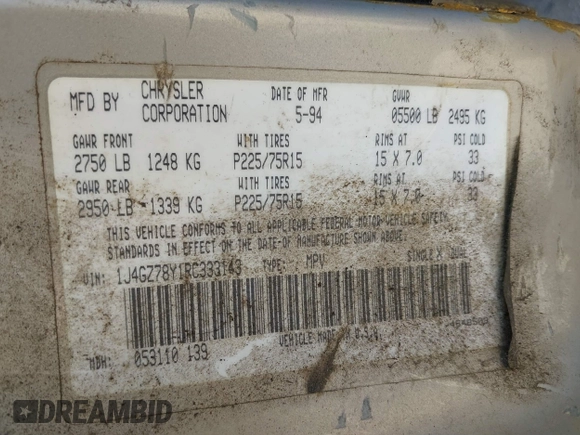 MFD BY CHRYSLER CORPORATION DATE OF MFR 5-94 GVWR 05500 LB 2495 KG
GAWR FRONT WITH TIRES RIMS AT PSI COLD
2750 LB 1248 KG P225/75R15 15 X 7.0 33
GAWR REAR WITH TIRES RIMS AT PSI COLD
2950 LB 1339 KG P225/75R15 15 X 7.0 33
THIS VEHICLE CONFORMS TO ALL APPLICABLE FEDERAL MOTOR VEHICLE SAFETY
STANDARDS IN EFFECT ON THE DATE OF MANUFACTURE SHOWN ABOVE.
VIN: 1J4GZ78Y1RC333143 TYPE: MPV SINGLE X
VEHICLE MADE IN U.S.A.
MDH: 053110 139
DREAMBID